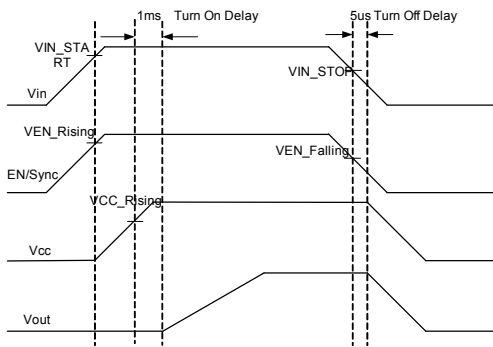 1ms Turn On Delay
5us Turn Off Delay
VIN_STA
RT
VIN_STOP
Vin
VEN_Rising
VEN_Falling
EN/Sync
VCC_Rising
Vcc
Vout